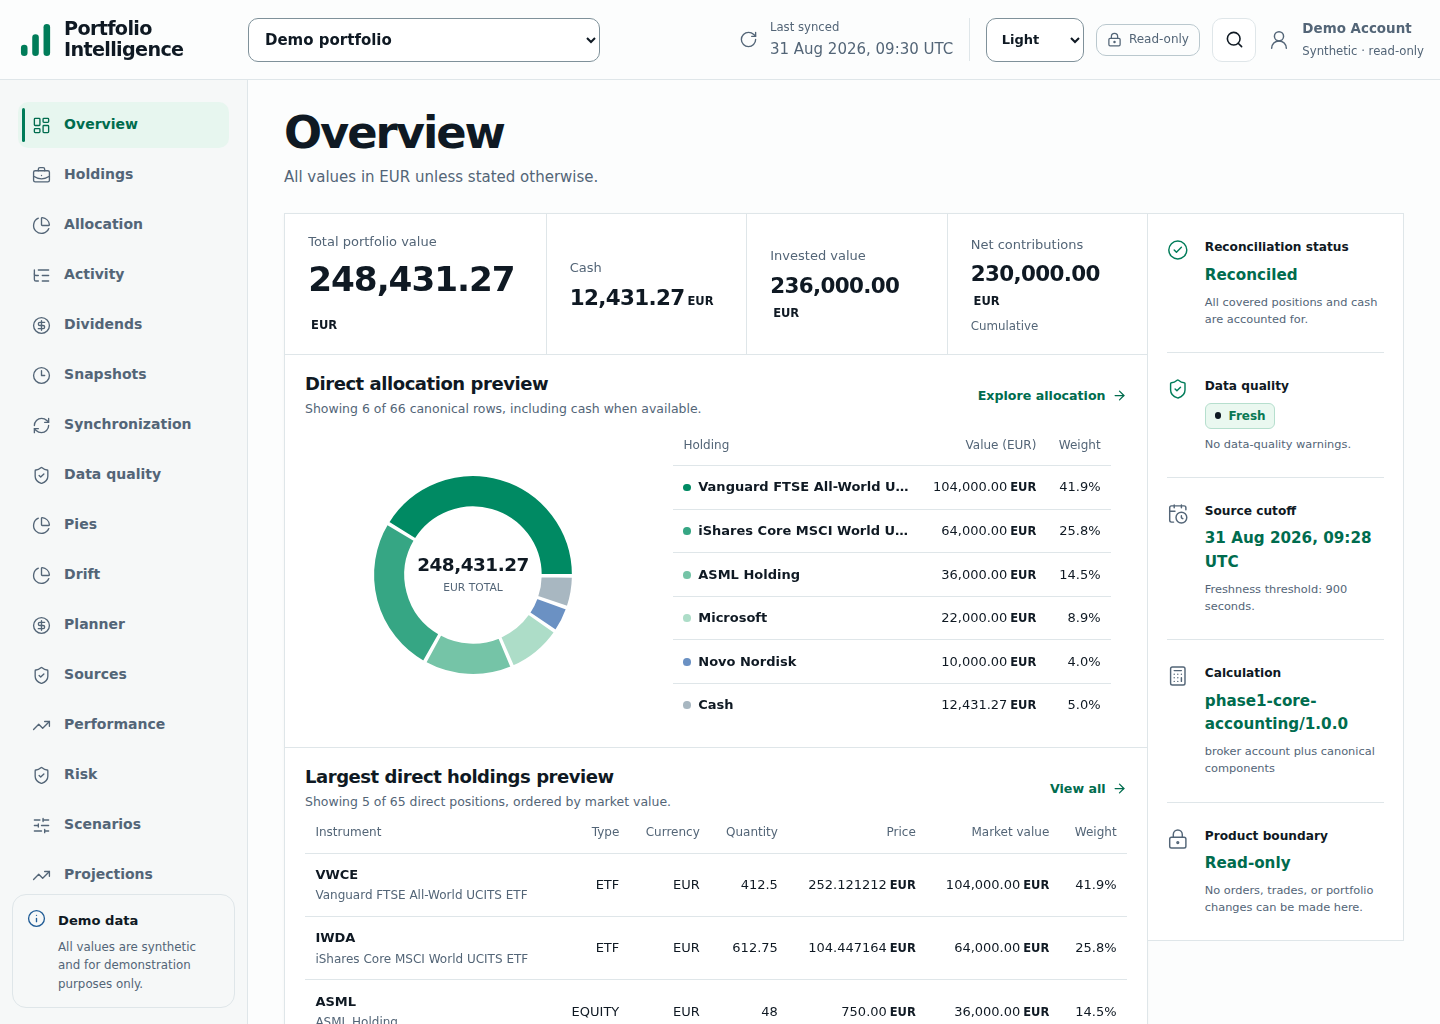 Portfolio
Intelligence
Demo portfolio
Last synced
31 Aug 2026, 09:30 UTC
Light
Read-only
Demo Account
Synthetic · read-only
Overview
Holdings
Allocation
Activity
Dividends
Snapshots
Synchronization
Data quality
Pies
Drift
Planner
Sources
Performance
Risk
Scenarios
Projections
Demo data
All values are synthetic
and for demonstration
purposes only.
Overview
All values in EUR unless stated otherwise.
Total portfolio value
248,431.27
EUR
Cash
12,431.27 EUR
Invested value
236,000.00
EUR
Net contributions
230,000.00
EUR
Cumulative
Direct allocation preview
Showing 6 of 66 canonical rows, including cash when available.
Explore allocation
248,431.27
EUR TOTAL
Holding Value (EUR) Weight
Vanguard FTSE All-World U... 104,000.00 EUR 41.9%
iShares Core MSCI World U... 64,000.00 EUR 25.8%
ASML Holding 36,000.00 EUR 14.5%
Microsoft 22,000.00 EUR 8.9%
Novo Nordisk 10,000.00 EUR 4.0%
Cash 12,431.27 EUR 5.0%
Largest direct holdings preview
Showing 5 of 65 direct positions, ordered by market value.
View all
Instrument Type Currency Quantity Price Market value Weight
VWCE
Vanguard FTSE All-World UCITS ETF
ETF EUR 412.5 252.121212 EUR 104,000.00 EUR 41.9%
IWDA
iShares Core MSCI World UCITS ETF
ETF EUR 612.75 104.447164 EUR 64,000.00 EUR 25.8%
ASML
ASML Holding
EQUITY EUR 48 750.00 EUR 36,000.00 EUR 14.5%
Reconciliation status
Reconciled
All covered positions and cash
are accounted for.
Data quality
Fresh
No data-quality warnings.
Source cutoff
31 Aug 2026, 09:28
UTC
Freshness threshold: 900
seconds.
Calculation
phase1-core-
accounting/1.0.0
broker account plus canonical
components
Product boundary
Read-only
No orders, trades, or portfolio
changes can be made here.